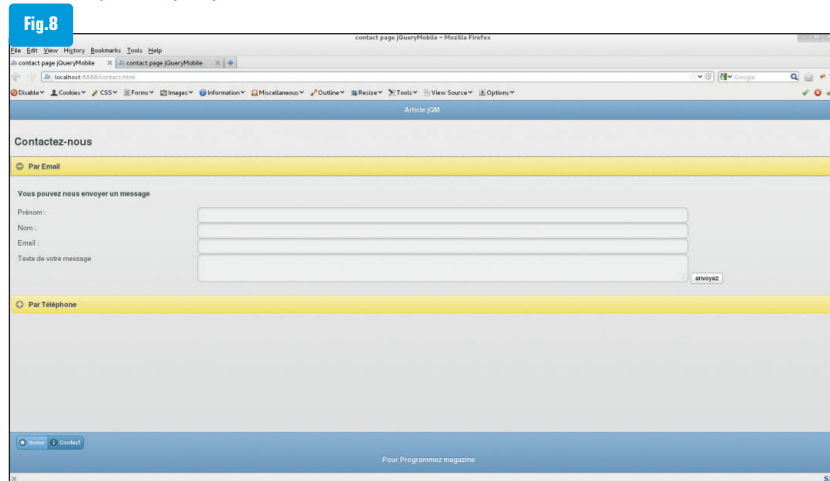 Fig.8
contact page jQueryMobile - Mozilla Firefox
File Edit View History Bookmarks Tools Help
contact page jQueryMobile contact page jQueryMobile
localhost:8888/contact.html Google
Disable Cookies CSS Forms Images Information Miscellaneous Outline Resize Tools View Source Options
Article jQM
Contactez-nous
Par Email
Vous pouvez nous envoyer un message
Prénom :
Nom :
Email :
Texte de votre message
envoyez
Par Téléphone
Home Contact
Pour Programmez magazine